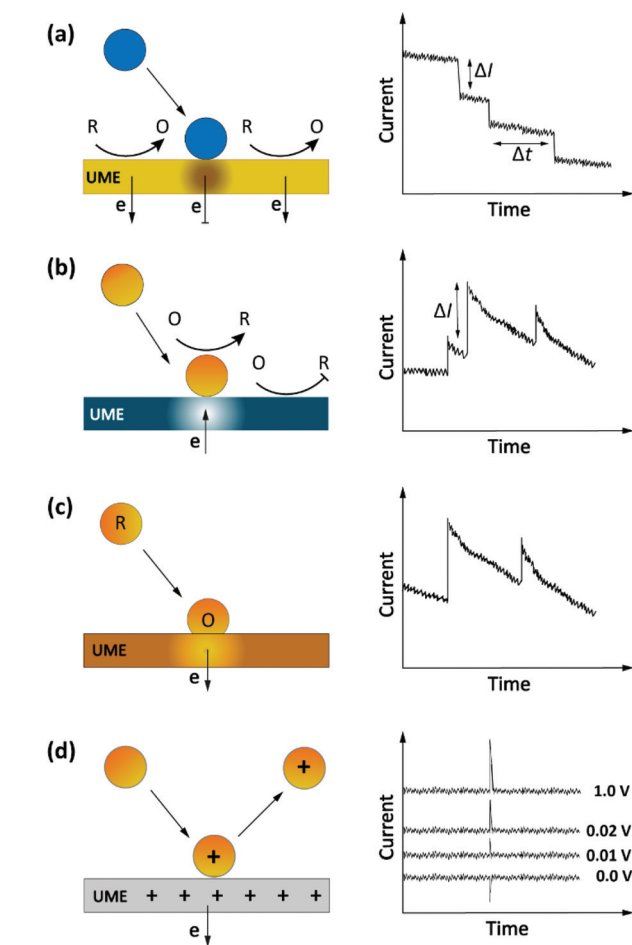 (a)
R O R O
UME
e e e
Current
ΔI
Δt
Time
(b)
O R
O R
UME
e
Current
ΔI
Time
(c)
R
O
UME
e
Current
Time
(d)
+
+
UME + + + + + +
e
Current
1.0 V
0.02 V
0.01 V
0.0 V
Time